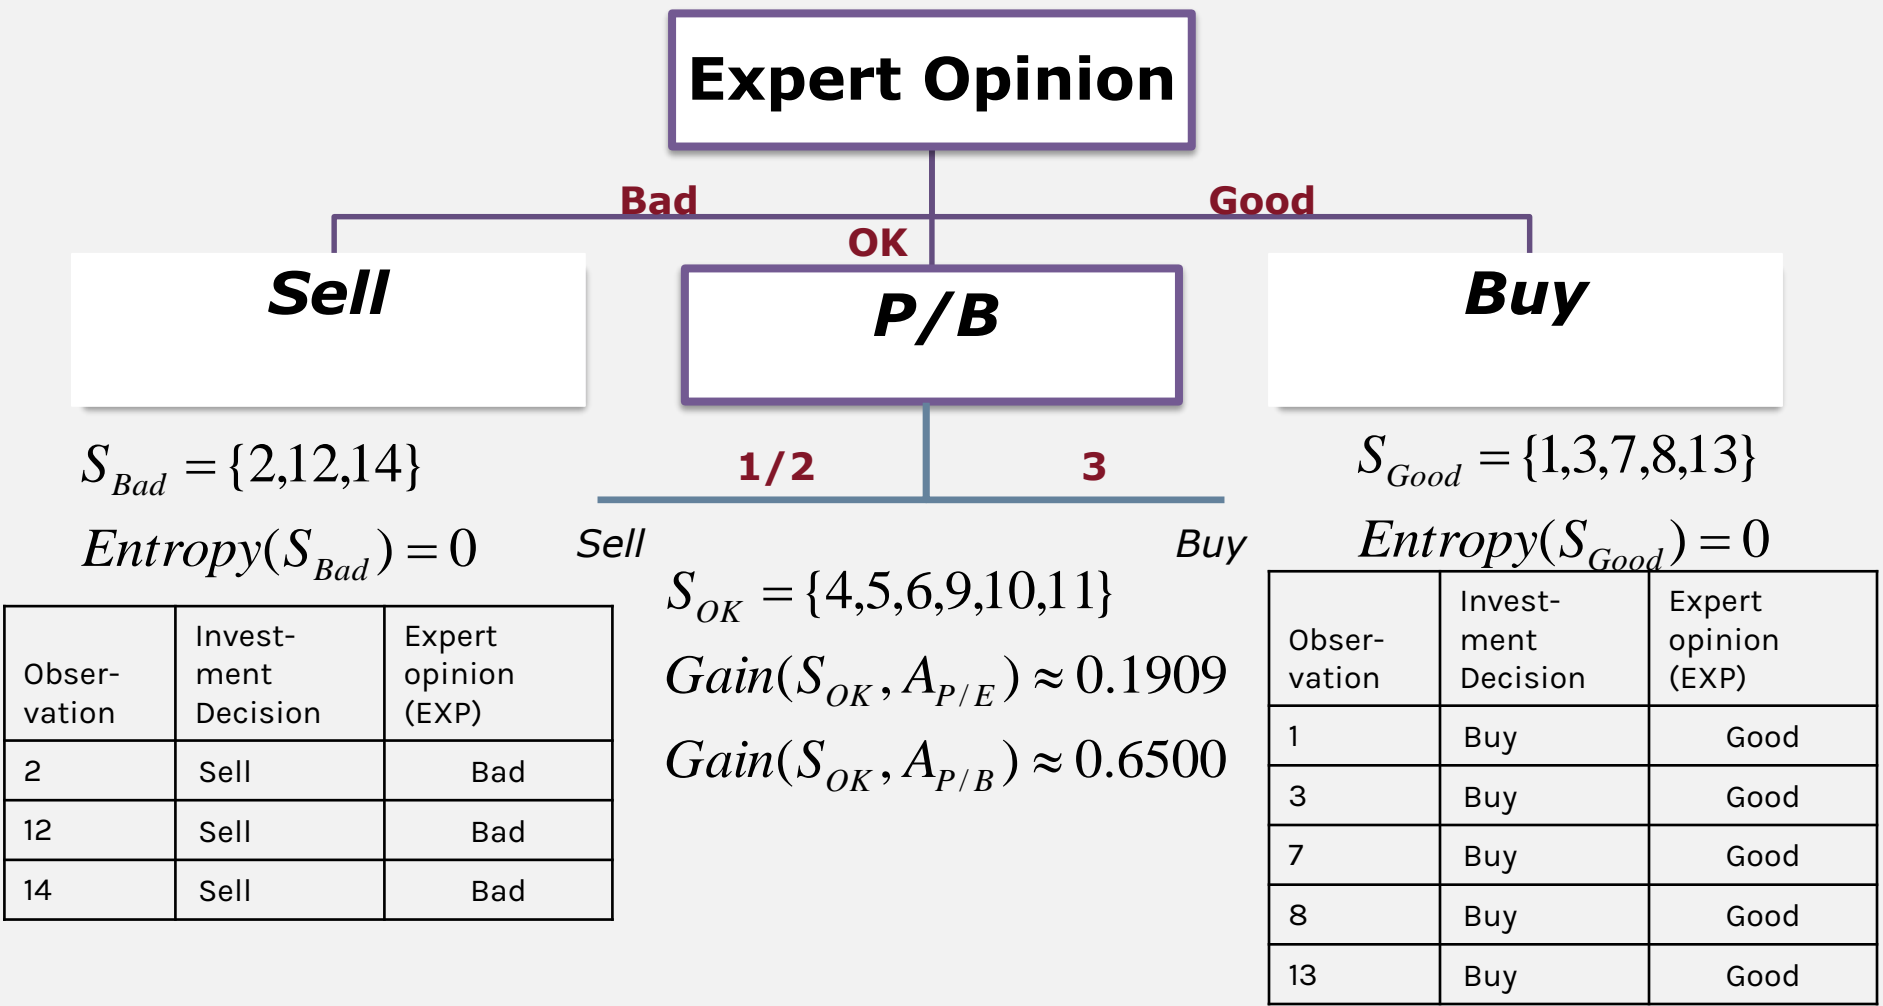 Expert Opinion
Bad
Good
OK
Sell
P/B
Buy
S_Bad = {2,12,14}
Entropy(S_Bad) = 0
1/2
3
Sell
Buy
S_OK = {4,5,6,9,10,11}
Gain(S_OK, A_P/E) ≈ 0.1909
Gain(S_OK, A_P/B) ≈ 0.6500
S_Good = {1,3,7,8,13}
Entropy(S_Good) = 0
Obser-
vation
Invest-
ment
Decision
Expert
opinion
(EXP)
2 Sell Bad
12 Sell Bad
14 Sell Bad
Obser-
vation
Invest-
ment
Decision
Expert
opinion
(EXP)
1 Buy Good
3 Buy Good
7 Buy Good
8 Buy Good
13 Buy Good